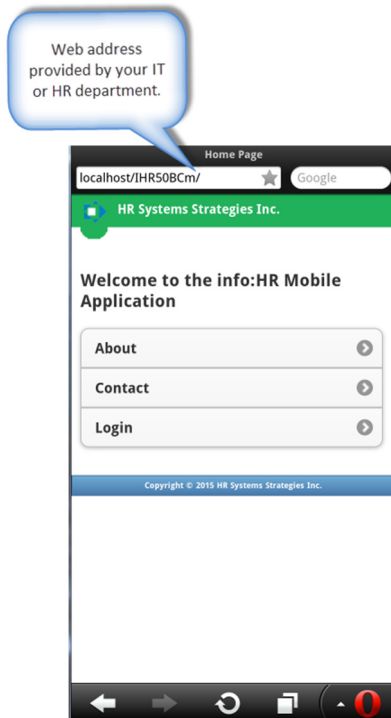 Web address
provided by your IT
or HR department.
Home Page
localhost/IHR50BCm/
Google
HR Systems Strategies Inc.
Welcome to the info:HR Mobile
Application
About
Contact
Login
Copyright © 2015 HR Systems Strategies Inc.